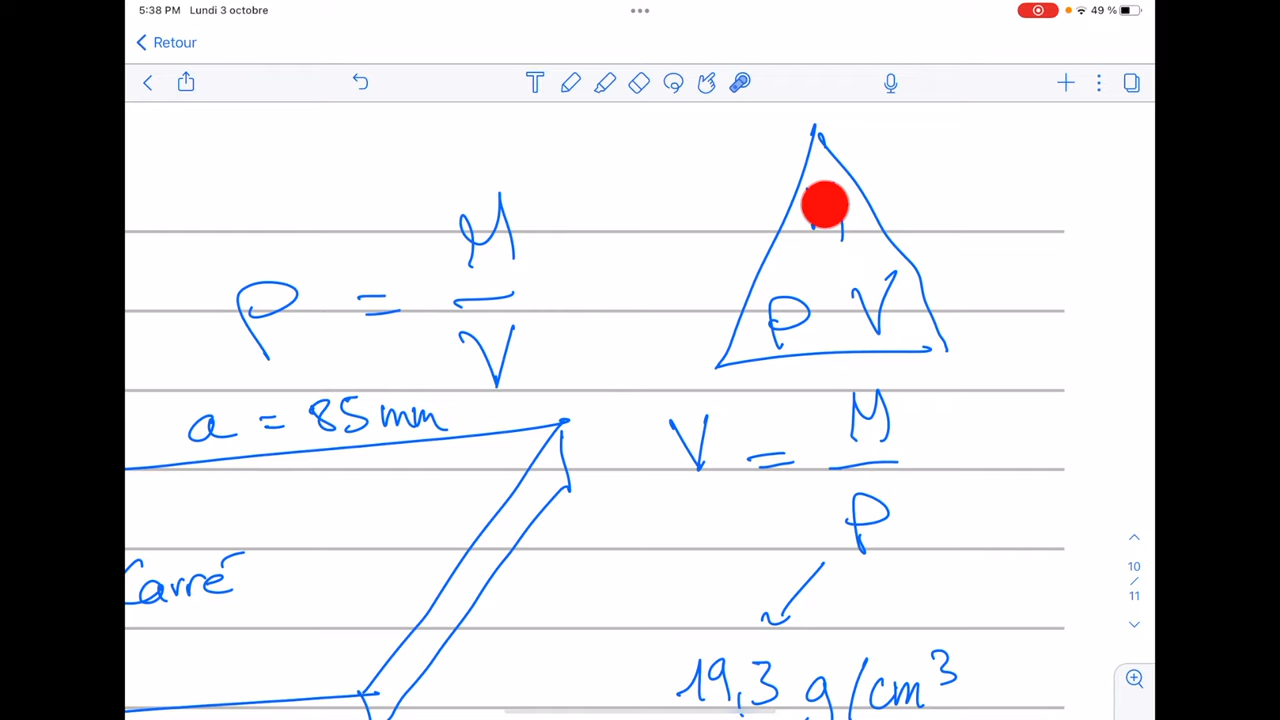 5:38 PM Lundi 3 octobre
49 %
Retour
T
ρ = M / V
ρ V
a = 85 mm
V = M / ρ
Carré
10
/
11
19,3 g/cm³